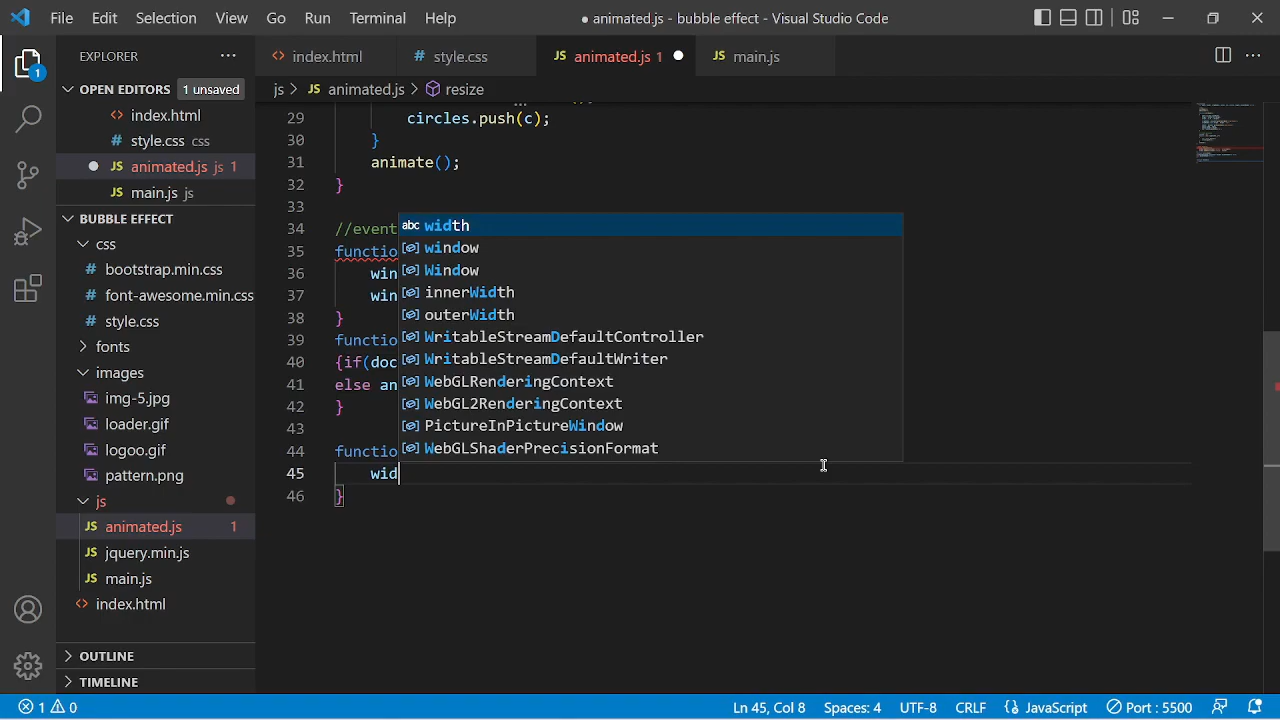 File Edit Selection View Go Run Terminal Help ● animated.js - bubble effect - Visual Studio Code
EXPLORER
index.html
style.css
JS animated.js 1
JS main.js
1
OPEN EDITORS 1 unsaved
index.html
style.css css
JS animated.js js 1
JS main.js js
BUBBLE EFFECT
css
bootstrap.min.css
font-awesome.min.css
style.css
fonts
images
img-5.jpg
loader.gif
logoo.gif
pattern.png
js
JS animated.js 1
JS jquery.min.js
JS main.js
index.html
OUTLINE
TIMELINE
js > JS animated.js > resize
29 circles.push(c);
30 }
31 animate();
32 }
33
34 //event
35 functio
36 win
37 win
38 }
39 functio
40 {if(doc
41 else an
42 }
43
44 functio
45 wid
46 }
abc width
window
Window
innerWidth
outerWidth
WritableStreamDefaultController
WritableStreamDefaultWriter
WebGLRenderingContext
WebGL2RenderingContext
PictureInPictureWindow
WebGLShaderPrecisionFormat
1 0 Ln 45, Col 8 Spaces: 4 UTF-8 CRLF {} JavaScript Port : 5500